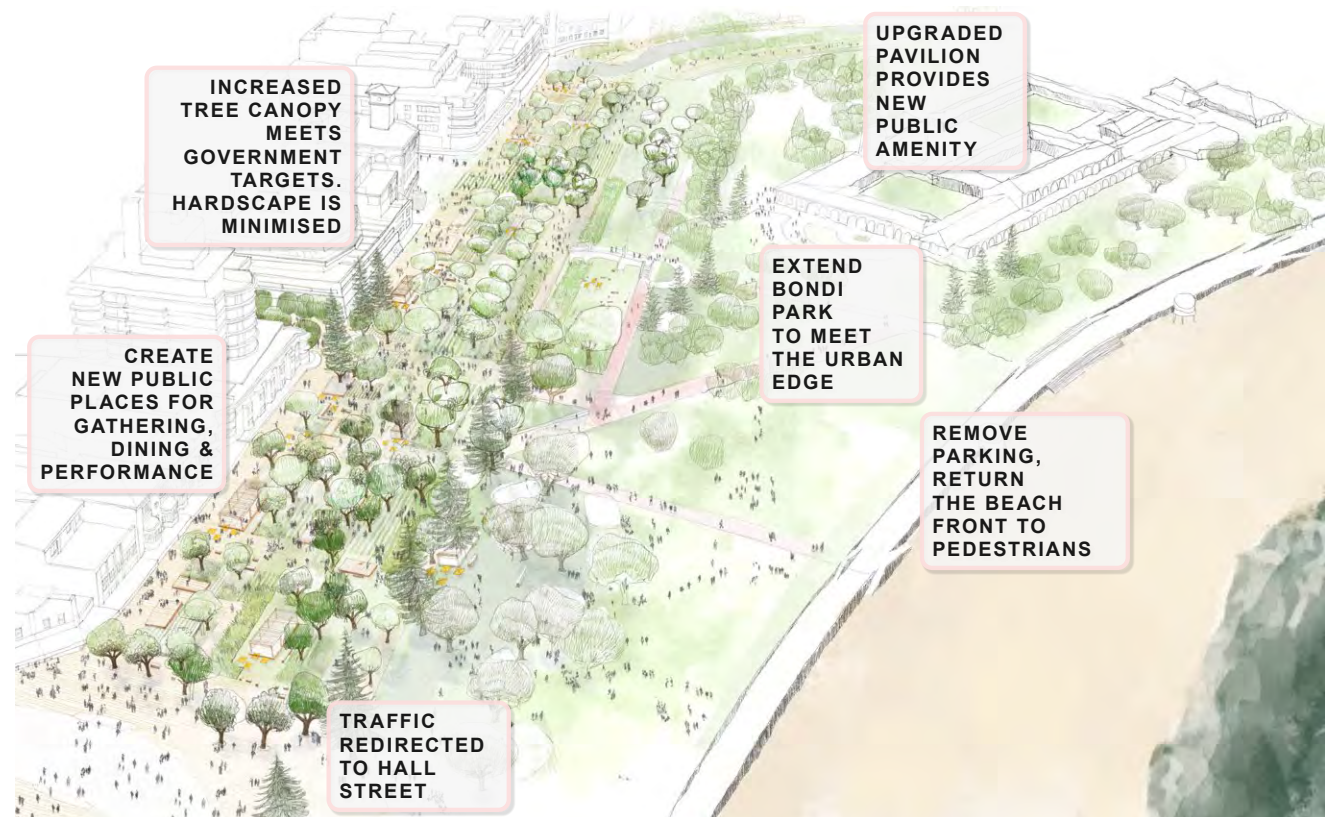 UPGRADED
PAVILION
PROVIDES
NEW
PUBLIC
AMENITY
INCREASED
TREE CANOPY
MEETS
GOVERNMENT
TARGETS.
HARDSCAPE IS
MINIMISED
EXTEND
BONDI
PARK
TO MEET
THE URBAN
EDGE
CREATE
NEW PUBLIC
PLACES FOR
GATHERING,
DINING &
PERFORMANCE
REMOVE
PARKING,
RETURN
THE BEACH
FRONT TO
PEDESTRIANS
TRAFFIC
REDIRECTED
TO HALL
STREET